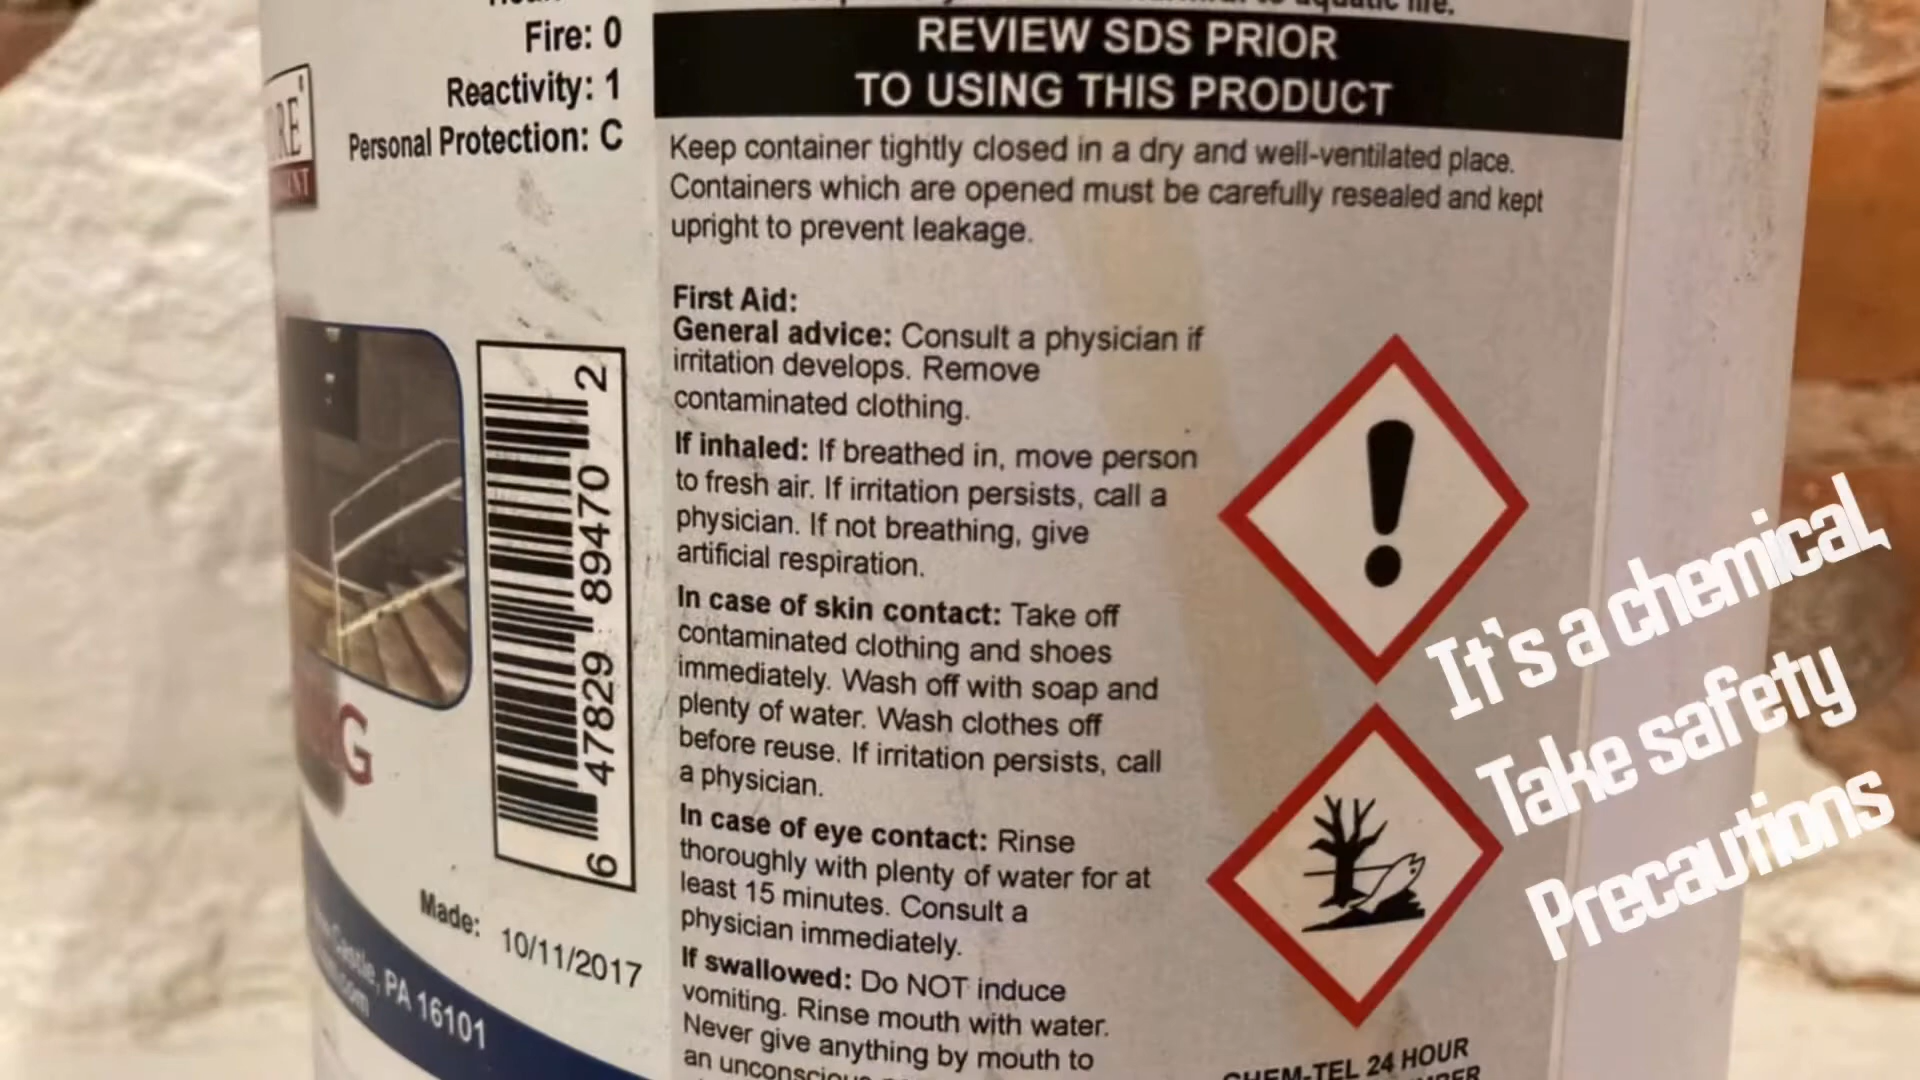 Fire: 0
Reactivity: 1
Personal Protection: C
aquatic life.
REVIEW SDS PRIOR
TO USING THIS PRODUCT
Keep container tightly closed in a dry and well-ventilated place.
Containers which are opened must be carefully resealed and kept
upright to prevent leakage.
First Aid:
General advice: Consult a physician if
irritation develops. Remove
contaminated clothing.
If inhaled: If breathed in, move person
to fresh air. If irritation persists, call a
physician. If not breathing, give
artificial respiration.
In case of skin contact: Take off
contaminated clothing and shoes
immediately. Wash off with soap and
plenty of water. Wash clothes off
before reuse. If irritation persists, call
a physician.
In case of eye contact: Rinse
thoroughly with plenty of water for at
least 15 minutes. Consult a
physician immediately.
If swallowed: Do NOT induce
vomiting. Rinse mouth with water.
Never give anything by mouth to
an
6 47829 89470 2
Made: 10/11/2017
Castle, PA 16101
CHEM-TEL 24 HOUR
It's a chemical,
Take safety
Precautions